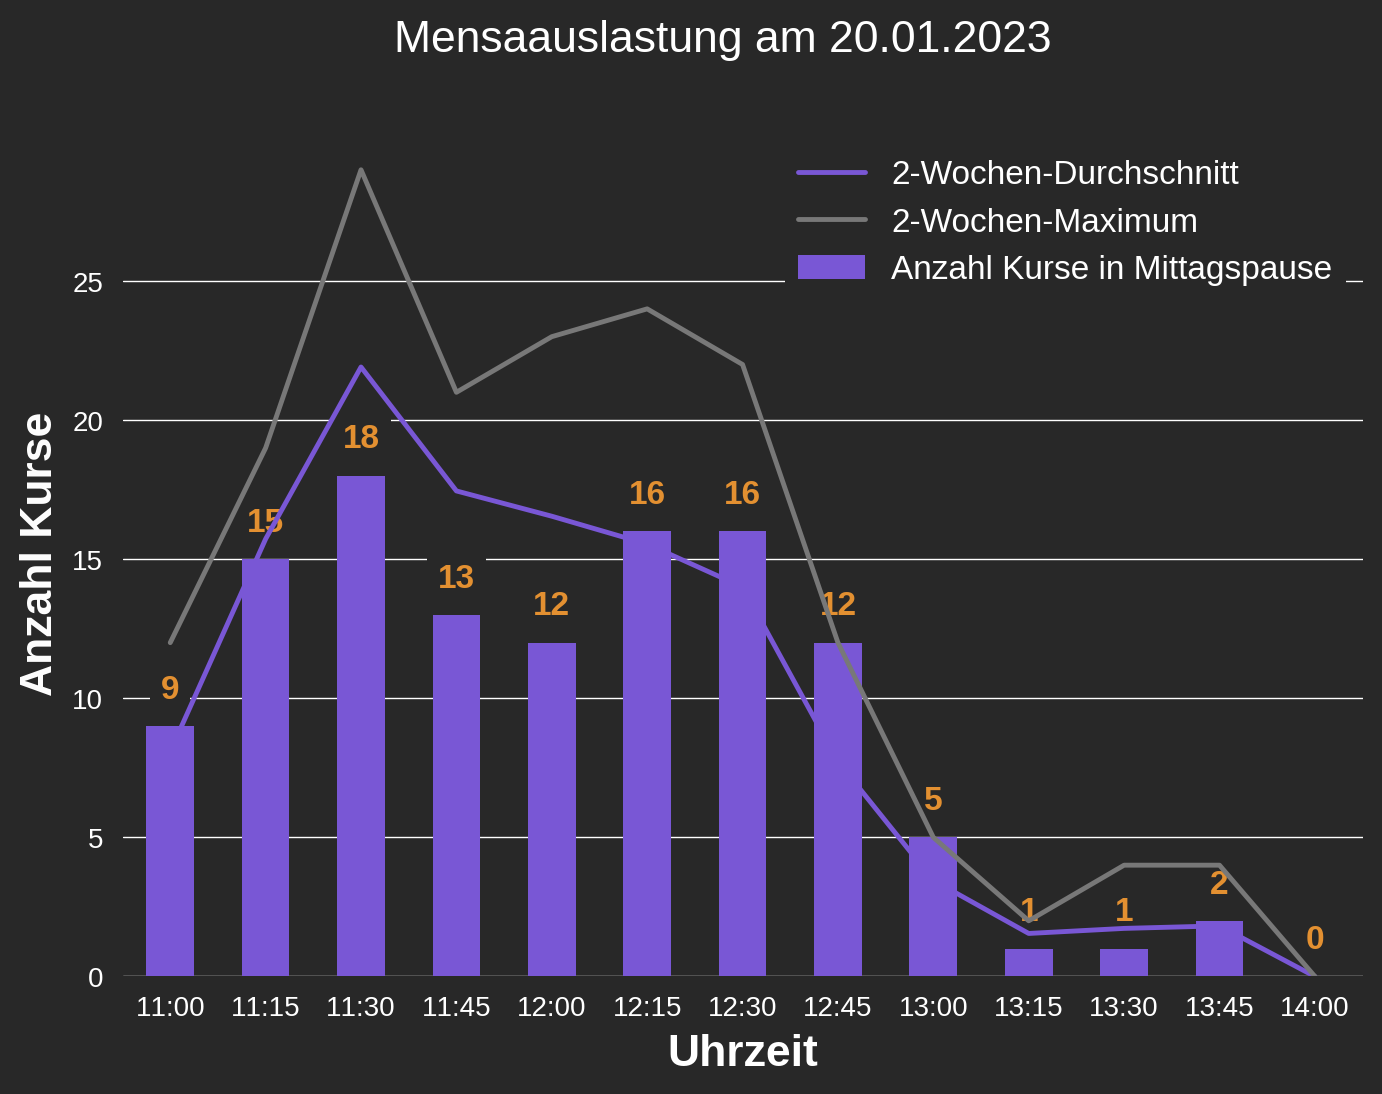 Mensaauslastung am 20.01.2023
2-Wochen-Durchschnitt
2-Wochen-Maximum
Anzahl Kurse in Mittagspause
Anzahl Kurse
25
20
15
10
5
0
9
15
18
13
12
16
16
12
5
1
1
2
0
11:00 11:15 11:30 11:45 12:00 12:15 12:30 12:45 13:00 13:15 13:30 13:45 14:00
Uhrzeit